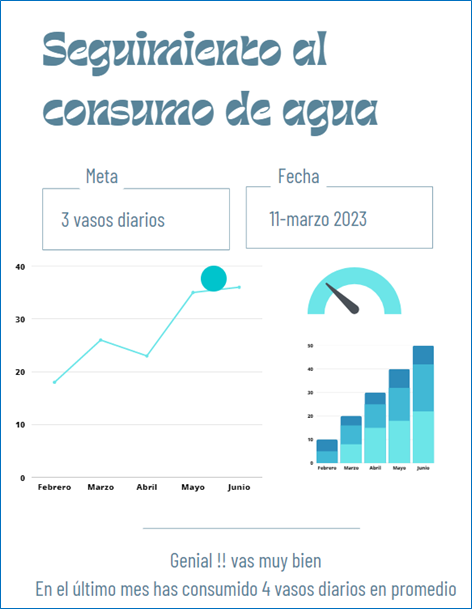 Seguimiento al
consumo de agua
Meta
Fecha
3 vasos diarios
11-marzo 2023
40
30
20
10
0
Febrero Marzo Abril Mayo Junio
50
40
30
20
10
0
Febrero Marzo Abril Mayo Junio
Genial !! vas muy bien
En el último mes has consumido 4 vasos diarios en promedio